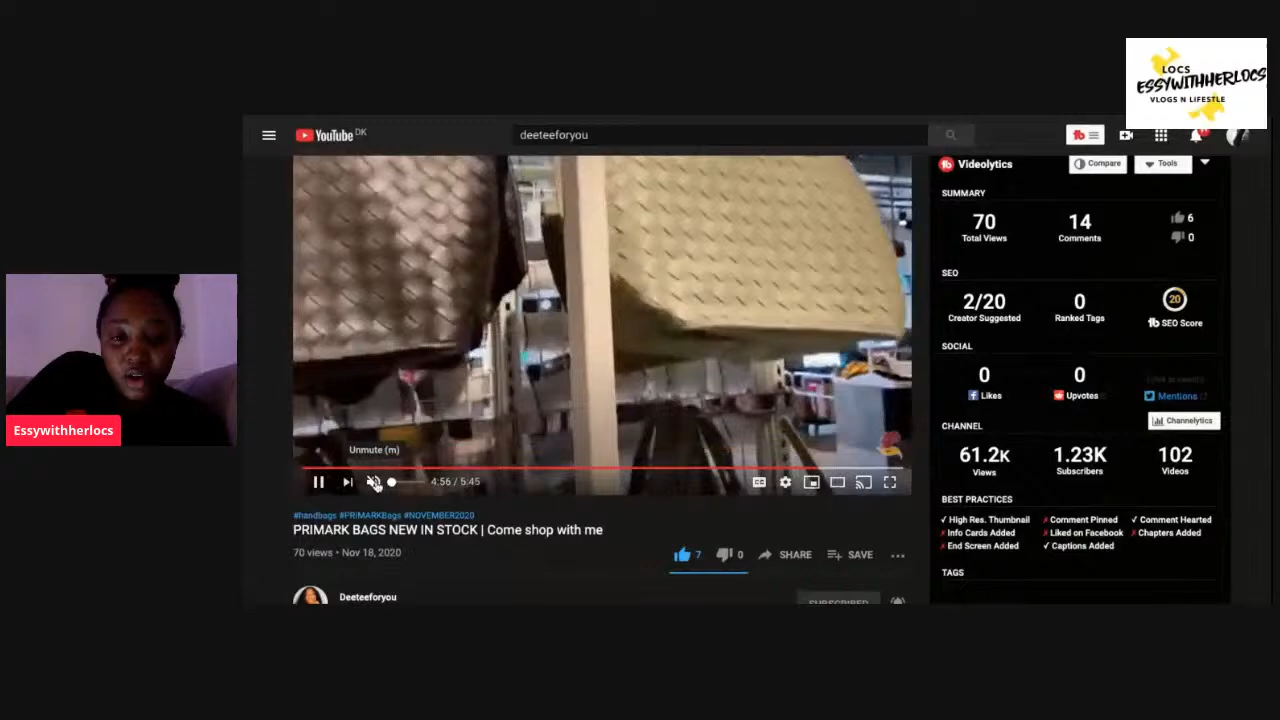 LOCS
ESSYWITHHERLOCS
VLOGS N LIFESTLE
YouTube DK
deeteeforyou
Videolytics
Compare
Tools
SUMMARY
70
Total Views
14
Comments
6
0
SEO
2/20
Creator Suggested
0
Ranked Tags
20
SEO Score
SOCIAL
0
Likes
0
Upvotes
Mentions
CHANNEL
Channelytics
61.2K
Views
1.23K
Subscribers
102
Videos
BEST PRACTICES
High Res. Thumbnail
Comment Pinned
Comment Hearted
Info Cards Added
Liked on Facebook
Chapters Added
End Screen Added
Captions Added
TAGS
Essywithherlocs
Unmute (m)
4:56 / 5:45
CC
#handbags #PRIMARKBags #NOVEMBER2020
PRIMARK BAGS NEW IN STOCK | Come shop with me
70 views • Nov 18, 2020
7
0
SHARE
SAVE
Deeteeforyou
SUBSCRIBED